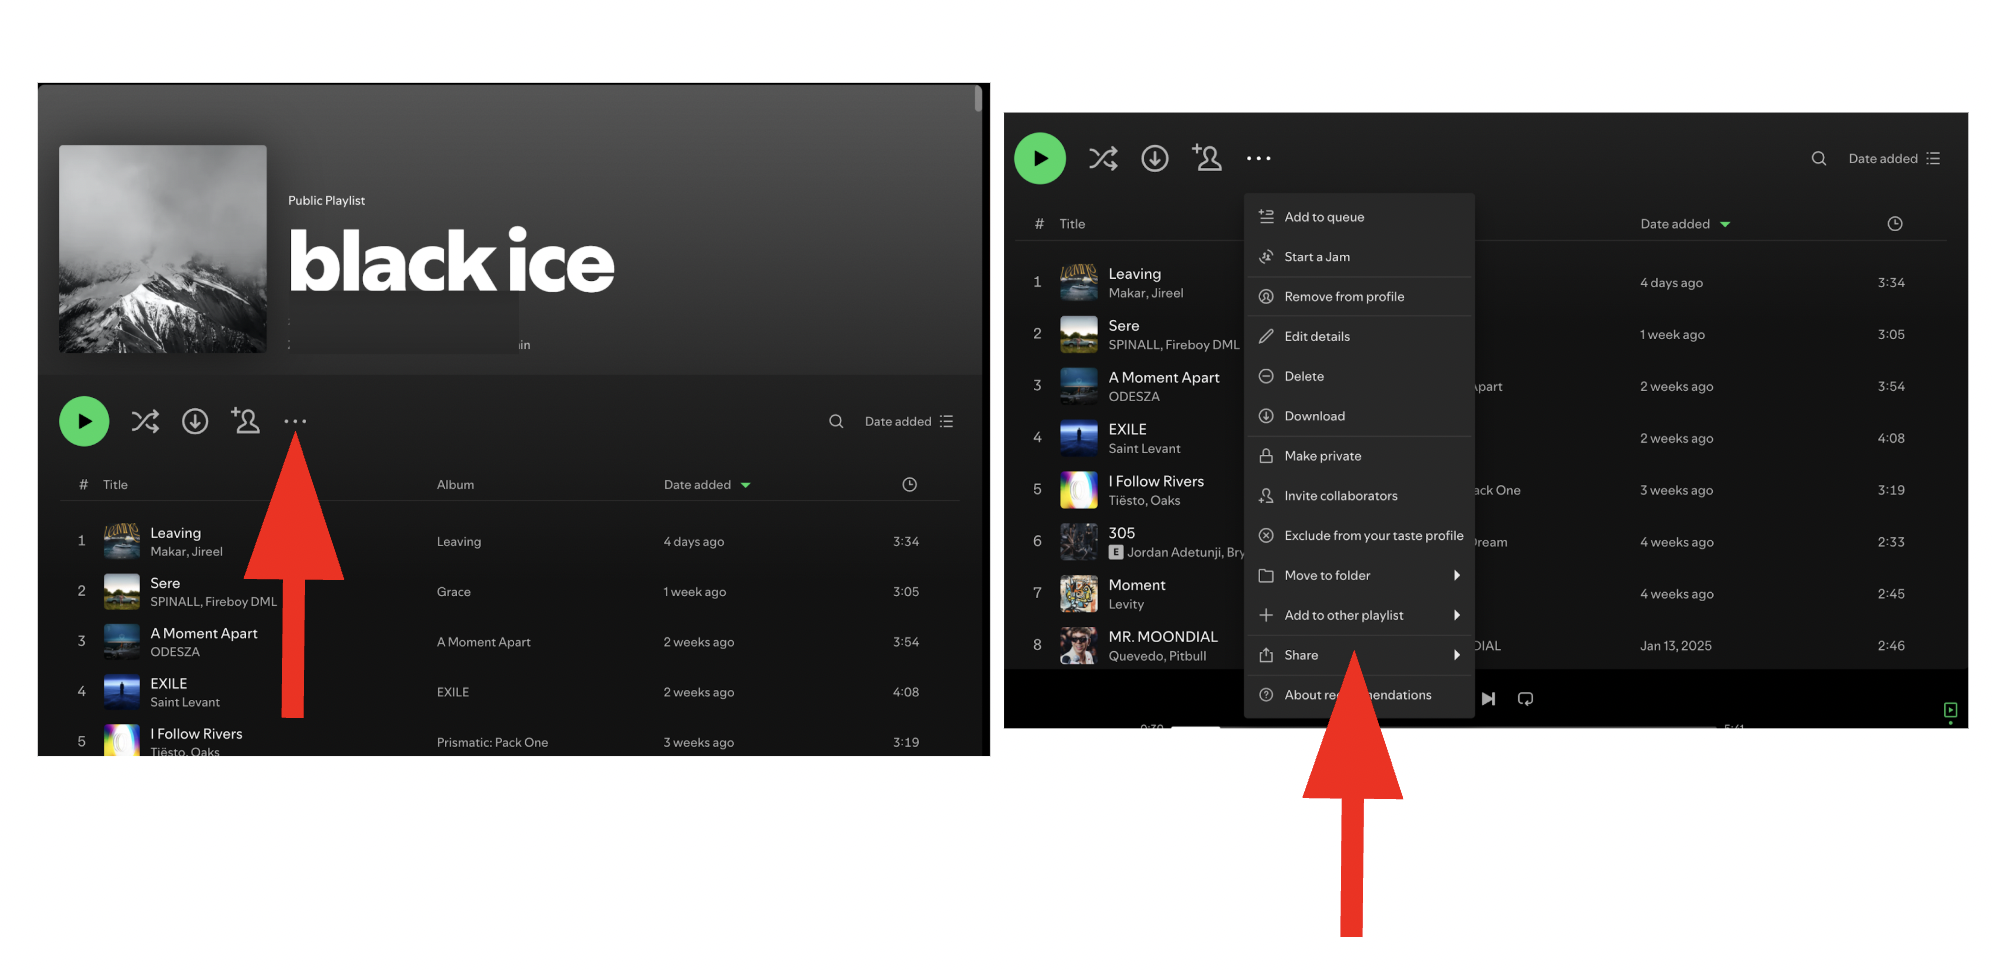 Public Playlist
black ice
in
Date added
# Title Album Date added
1 Leaving Leaving 4 days ago 3:34
Makar, Jireel
2 Sere Grace 1 week ago 3:05
SPINALL, Fireboy DML
3 A Moment Apart A Moment Apart 2 weeks ago 3:54
ODESZA
4 EXILE EXILE 2 weeks ago 4:08
Saint Levant
5 I Follow Rivers Prismatic: Pack One 3 weeks ago 3:19
Tiësto, Oaks
Date added
# Title Date added
1 Leaving 4 days ago 3:34
Makar, Jireel
2 Sere 1 week ago 3:05
SPINALL, Fireboy DML
3 A Moment Apart part 2 weeks ago 3:54
ODESZA
4 EXILE 2 weeks ago 4:08
Saint Levant
5 I Follow Rivers ack One 3 weeks ago 3:19
Tiësto, Oaks
6 305 ream 4 weeks ago 2:33
E Jordan Adetunji, Bry
7 Moment 4 weeks ago 2:45
Levity
8 MR. MOONDIAL DIAL Jan 13, 2025 2:46
Quevedo, Pitbull
Add to queue
Start a Jam
Remove from profile
Edit details
Delete
Download
Make private
Invite collaborators
Exclude from your taste profile
Move to folder
Add to other playlist
Share
About recommendations